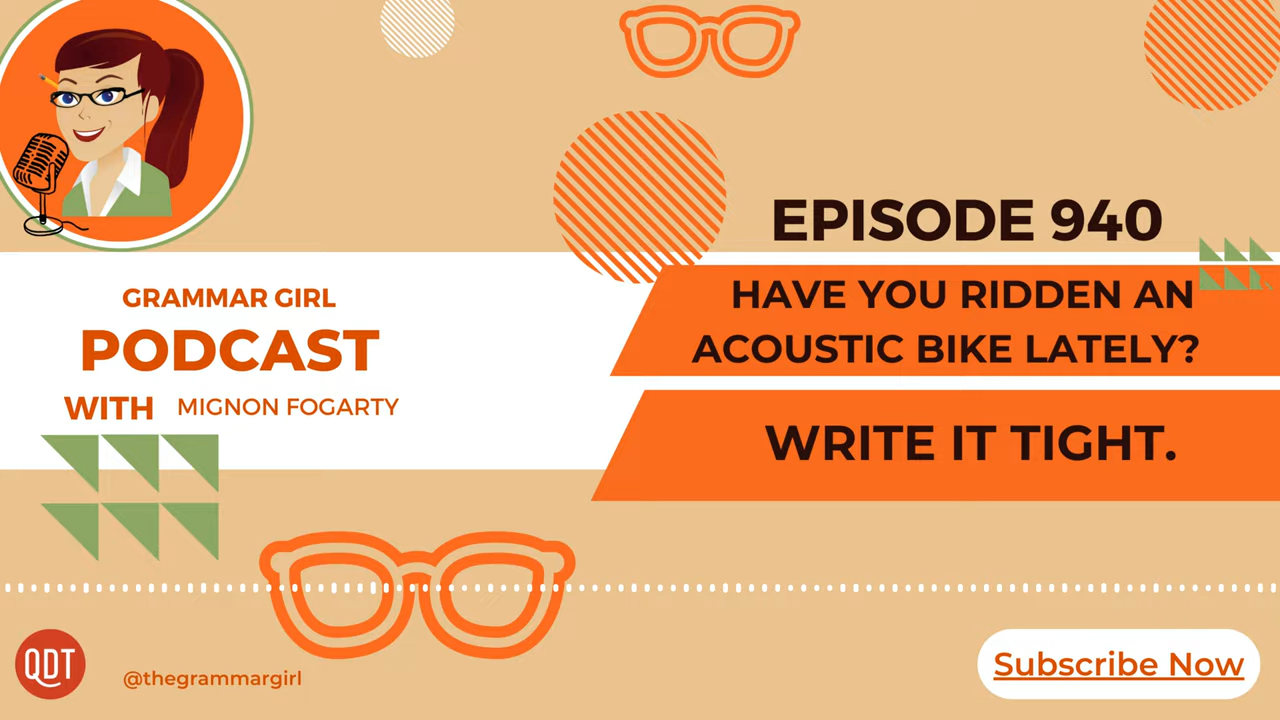 GRAMMAR GIRL
PODCAST
WITH MIGNON FOGARTY
EPISODE 940
HAVE YOU RIDDEN AN
ACOUSTIC BIKE LATELY?
WRITE IT TIGHT.
QDT
@thegrammargirl
Subscribe Now